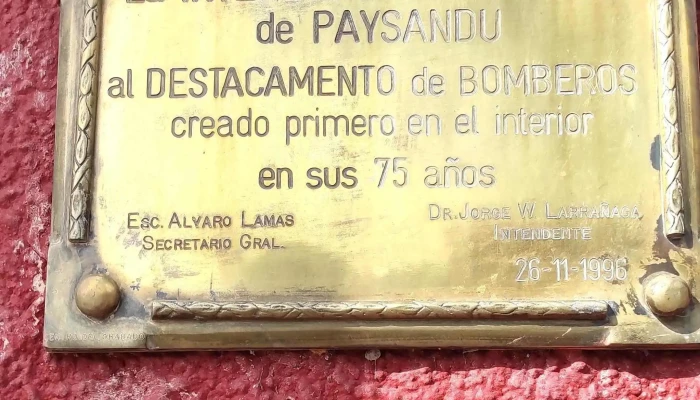 de PAYSANDU
al DESTACAMENTO de BOMBEROS
creado primero en el interior
en sus 75 años
Esc. Alvaro Lamas
Secretario Gral.
Dr. Jorge W. Larrañaga
Intendente
26-11-1996